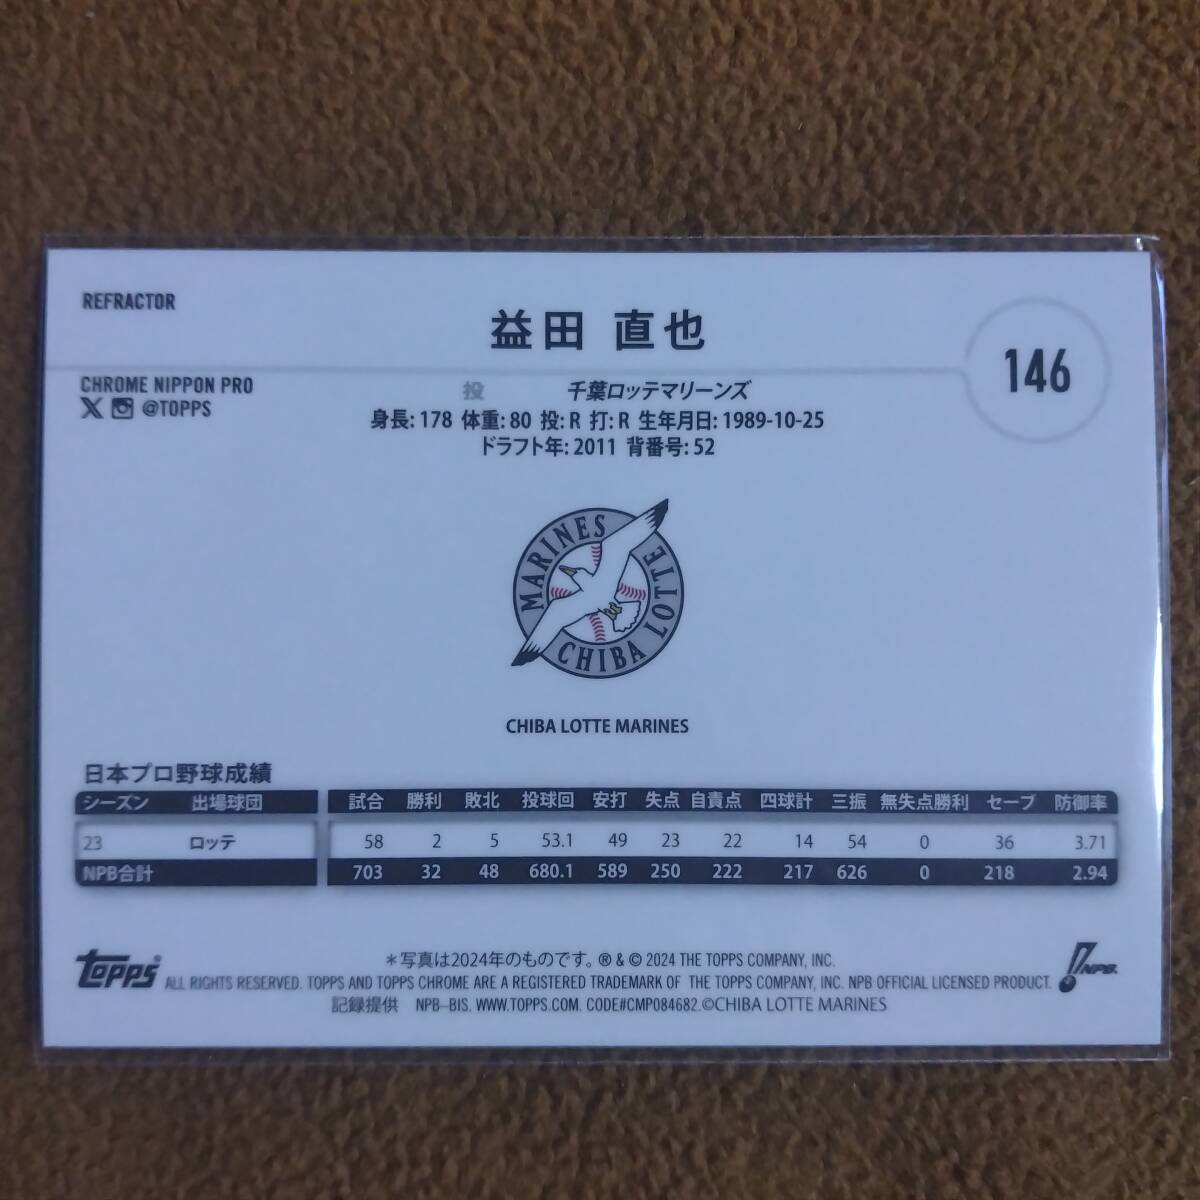 REFRACTOR
益田 直也
146
CHROME NIPPON PRO
@TOPPS
投 千葉ロッテマリーンズ
身長: 178 体重: 80 投: R 打: R 生年月日: 1989-10-25
ドラフト年: 2011 背番号: 52
MARINES
CHIBA LOTTE
CHIBA LOTTE MARINES
日本プロ野球成績
シーズン 出場球団 試合 勝利 敗北 投球回 安打 失点 自責点 四球計 三振 無失点勝利 セーブ 防御率
23 ロッテ 58 2 5 53.1 49 23 22 14 54 0 36 3.71
NPB合計 703 32 48 680.1 589 250 222 217 626 0 218 2.94
Topps
＊写真は2024年のものです。 ® & © 2024 THE TOPPS COMPANY, INC.
ALL RIGHTS RESERVED. TOPPS AND TOPPS CHROME ARE A REGISTERED TRADEMARK OF THE TOPPS COMPANY, INC. NPB OFFICIAL LICENSED PRODUCT.
記録提供 NPB-BIS. WWW.TOPPS.COM. CODE#CMP084682.©CHIBA LOTTE MARINES
NPB